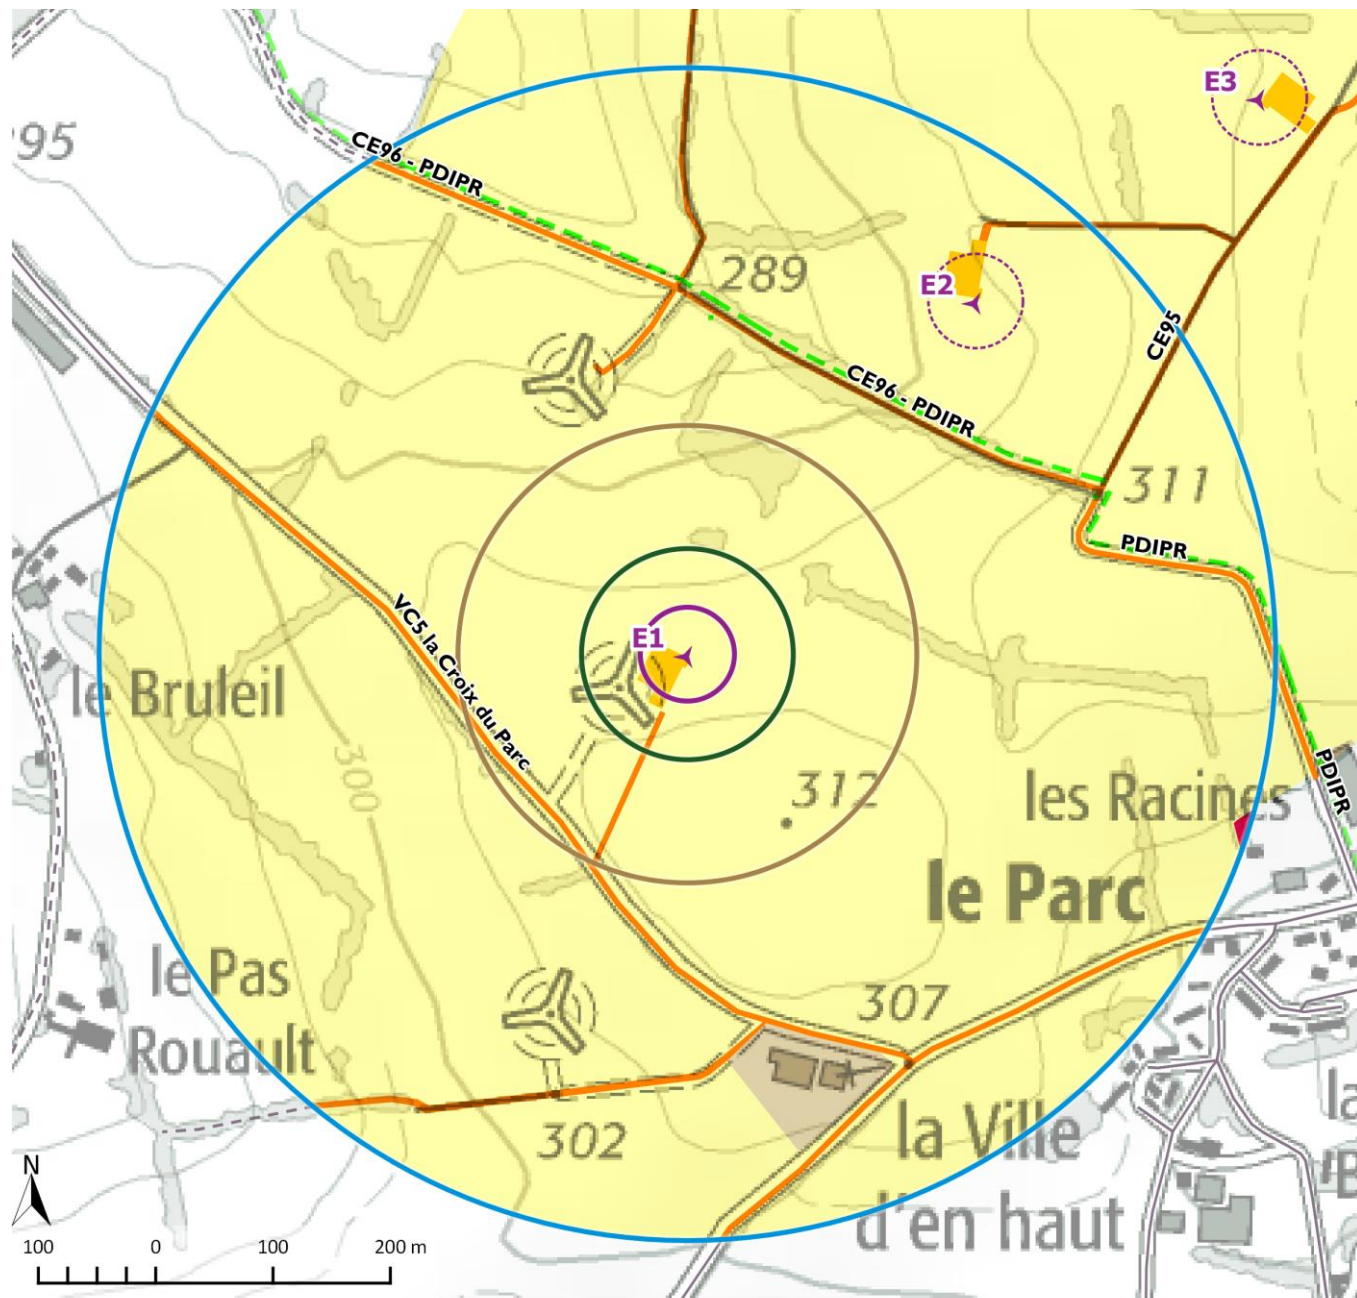 E3
95
CE96 - PDIPR
289
E2
CE95
CE96 - PDIPR
311
PDIPR
VC5 la Croix du Parc
E1
le Bruleil
300
312
les Racines
PDIPR
le Parc
le Pas
Rouault
307
302
la Ville
d'en haut
la
N
100 0 100 200 m